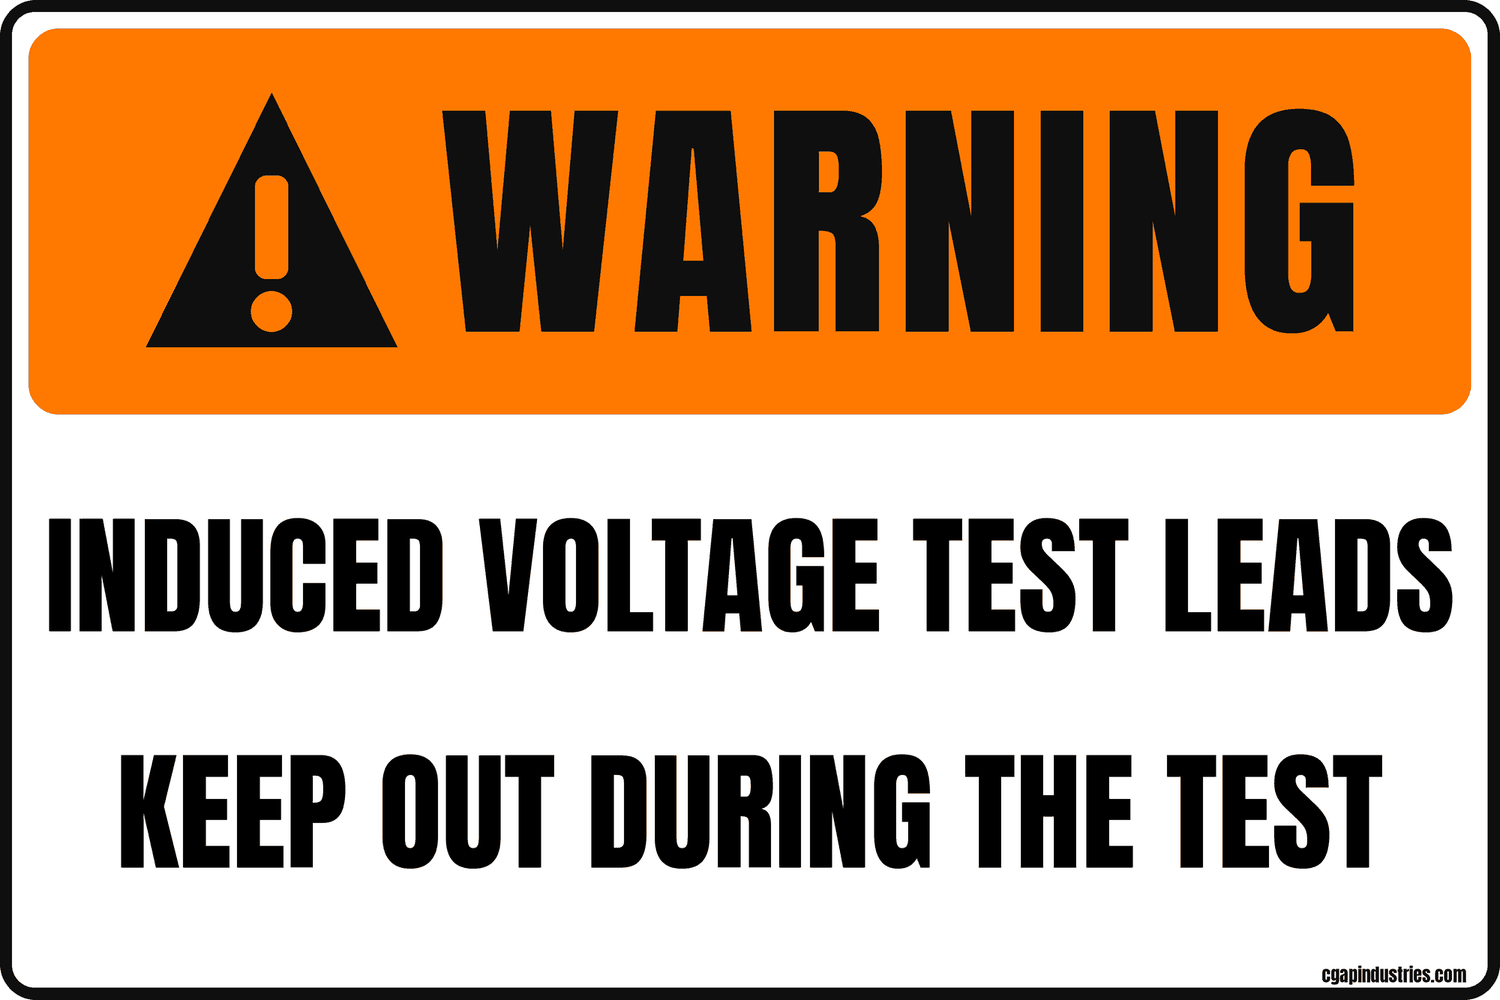 WARNING
INDUCED VOLTAGE TEST LEADS
KEEP OUT DURING THE TEST
cgapindustries.com